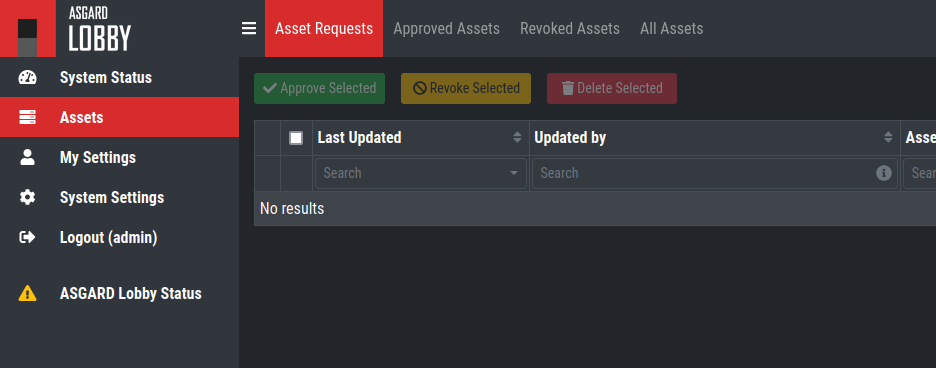 ASGARD
LOBBY
Asset Requests Approved Assets Revoked Assets All Assets
System Status
Assets
My Settings
System Settings
Logout (admin)
ASGARD Lobby Status
Approve Selected Revoke Selected Delete Selected
Last Updated Updated by Asse
Search Search Sear
No results